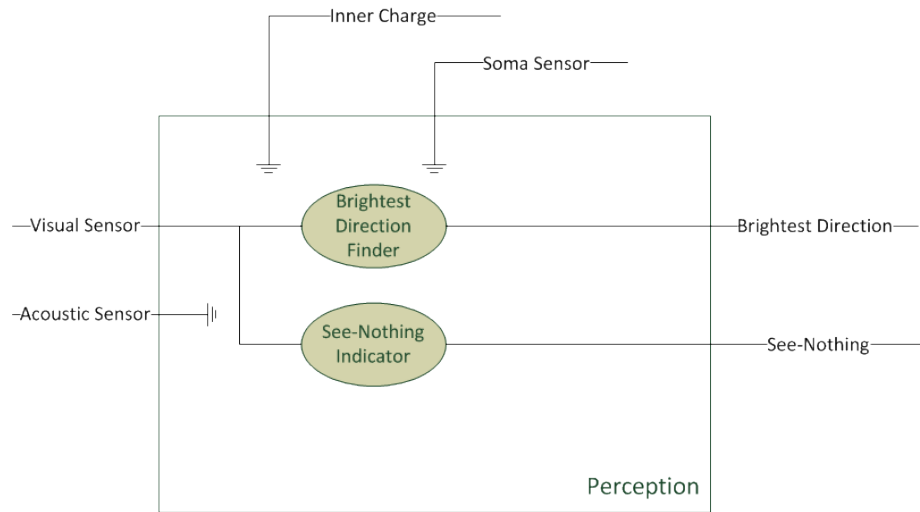 Inner Charge
Soma Sensor
Visual Sensor
Brightest
Direction
Finder
Brightest Direction
Acoustic Sensor
See-Nothing
Indicator
See-Nothing
Perception